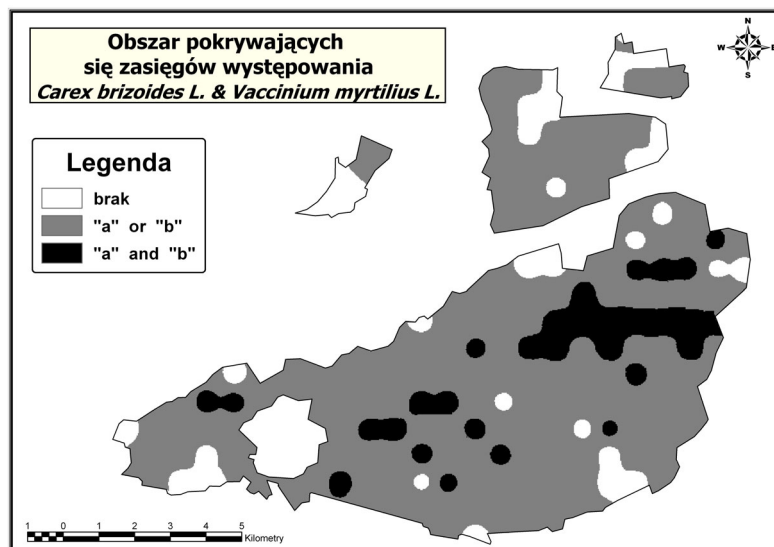 Obszar pokrywających
się zasięgów występowania
Carex brizoides L. & Vaccinium myrtilius L.
N
W E
S
Legenda
brak
"a" or "b"
"a" and "b"
1 0 1 2 3 4 5
Kilometry